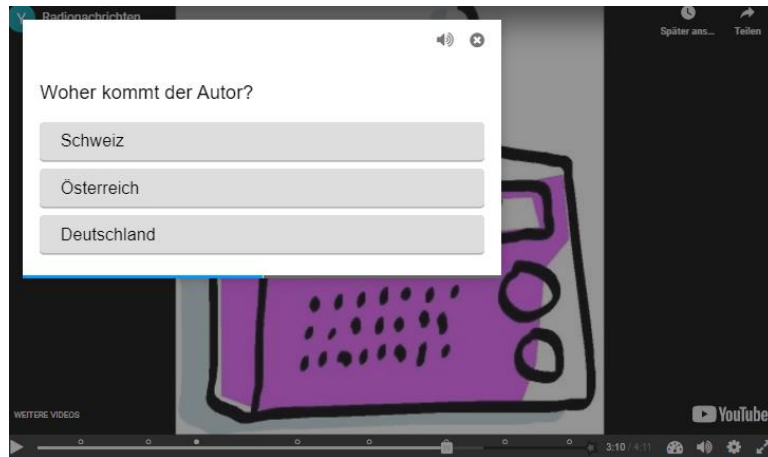 Y Radionachrichten
Später ans...
Teilen
Woher kommt der Autor?
Schweiz
Österreich
Deutschland
WEITERE VIDEOS
YouTube
3:10 / 4:11